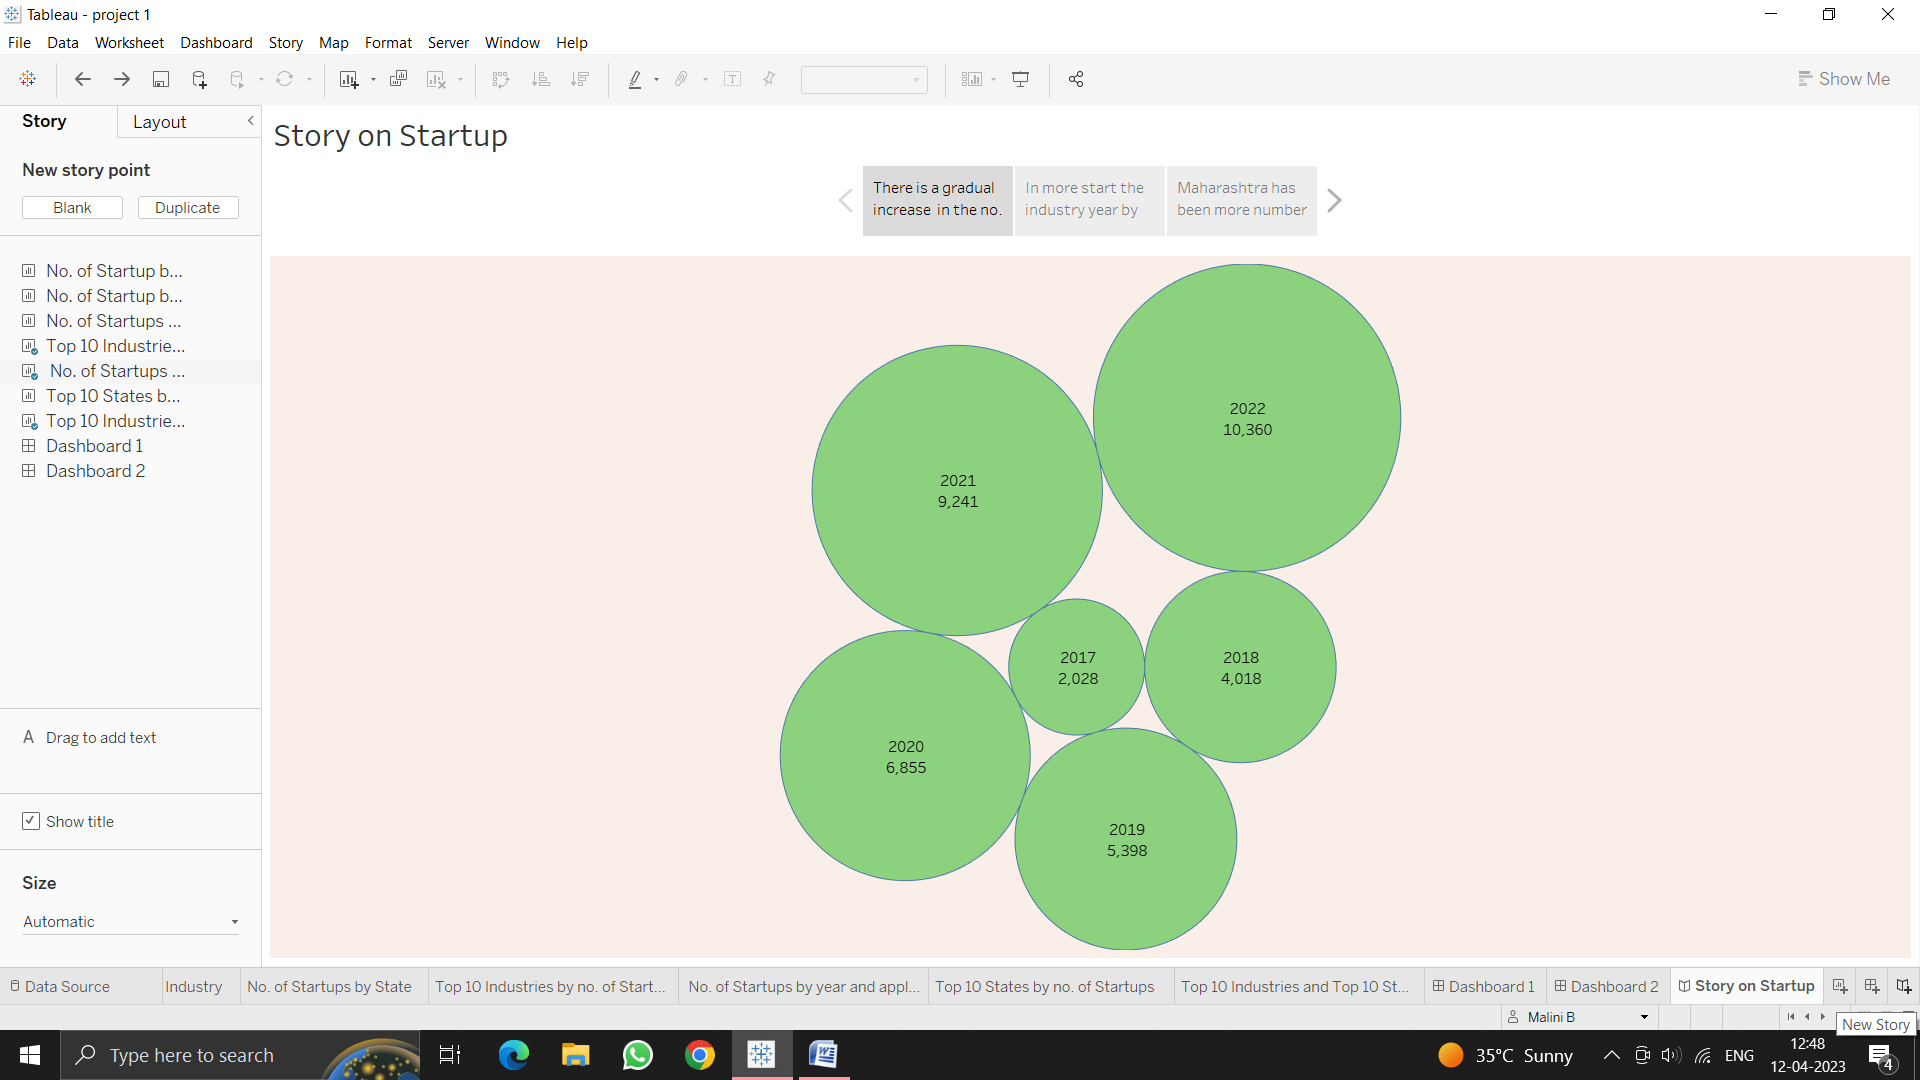 Tableau - project 1
File Data Worksheet Dashboard Story Map Format Server Window Help
Show Me
Story
Layout
New story point
Blank
Duplicate
No. of Startup b...
No. of Startup b...
No. of Startups ...
Top 10 Industrie...
No. of Startups ...
Top 10 States b...
Top 10 Industrie...
Dashboard 1
Dashboard 2
A Drag to add text
Show title
Size
Automatic
Story on Startup
There is a gradual
increase in the no.
In more start the
industry year by
Maharashtra has
been more number
2022
10,360
2021
9,241
2017
2,028
2018
4,018
2020
6,855
2019
5,398
Data Source
Industry
No. of Startups by State
Top 10 Industries by no. of Start...
No. of Startups by year and appl...
Top 10 States by no. of Startups
Top 10 Industries and Top 10 St...
Dashboard 1
Dashboard 2
Story on Startup
Malini B
New Story
Type here to search
35°C Sunny
ENG
12:48
12-04-2023
4